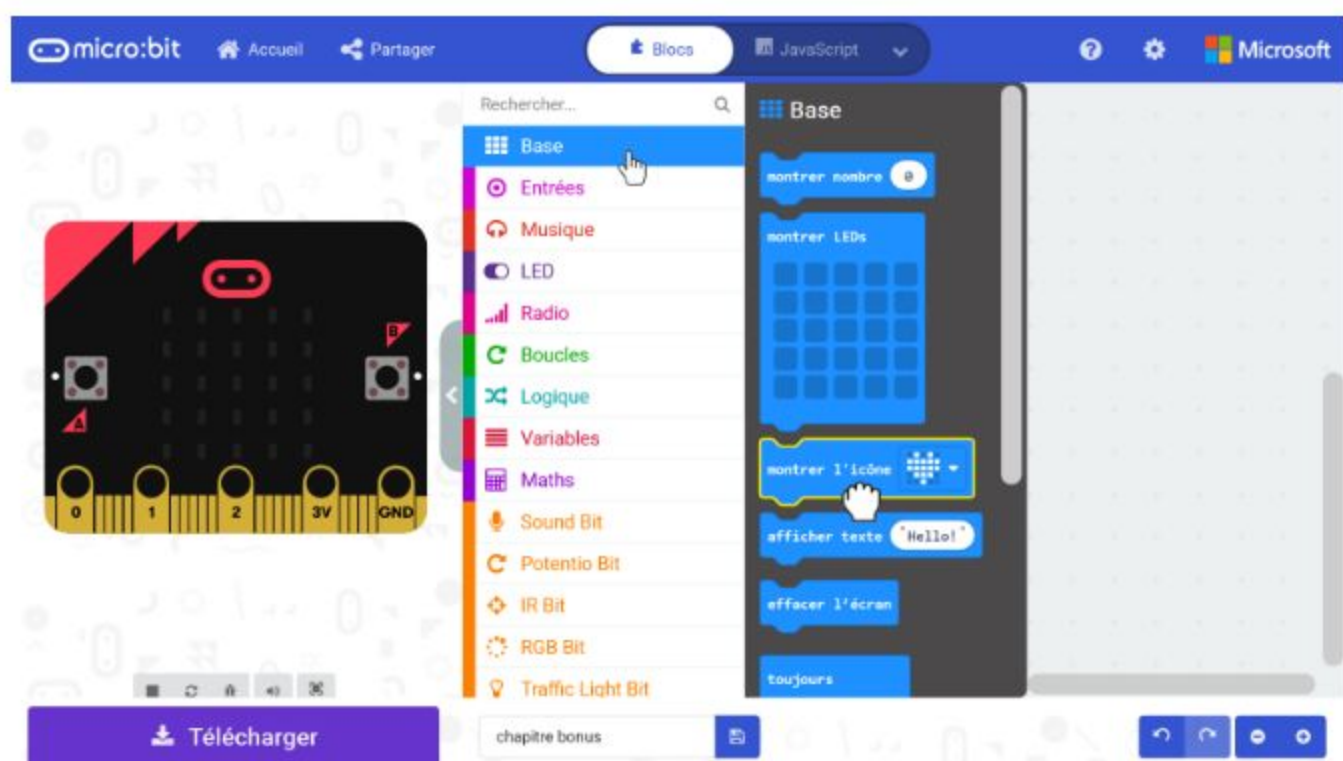 micro:bit Accueil Partager Blocs JavaScript Microsoft
Rechercher...
Base
Entrées
Musique
LED
Radio
Boucles
Logique
Variables
Maths
Sound Bit
Potentio Bit
IR Bit
RGB Bit
Traffic Light Bit
Base
montrer nombre 0
montrer LEDs
montrer l'icône
afficher texte "Hello!"
effacer l'écran
toujours
B
A
0 1 2 3V GND
Télécharger
chapitre bonus